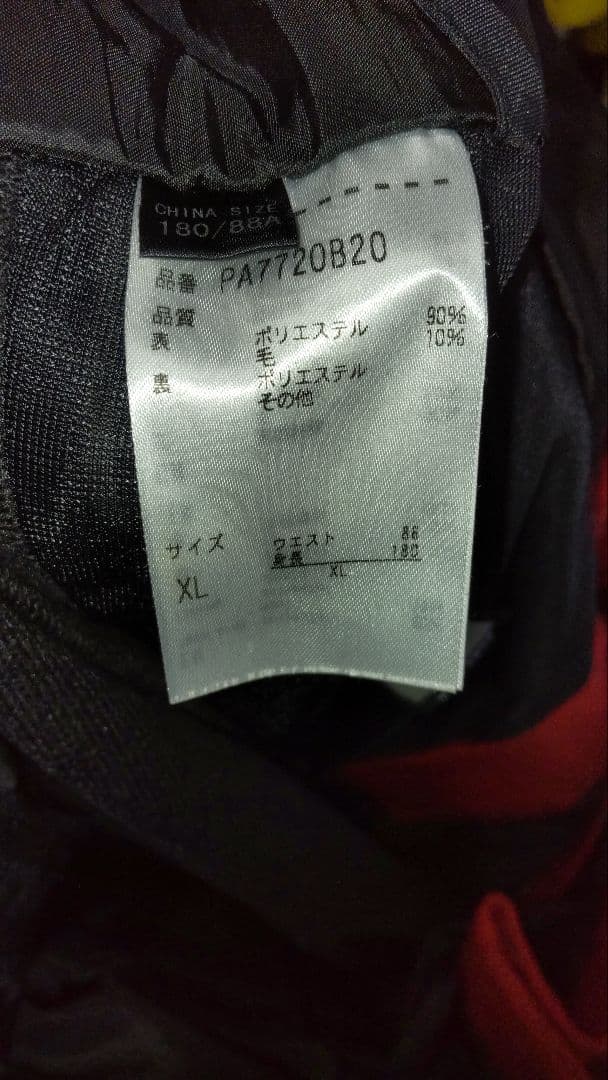 CHINA SIZE
180/88A
品番 PA7720B20
品質
表 ポリエステル 90%
毛 10%
裏 ポリエステル
その他
サイズ ウエスト 88
身長 180
XL XL